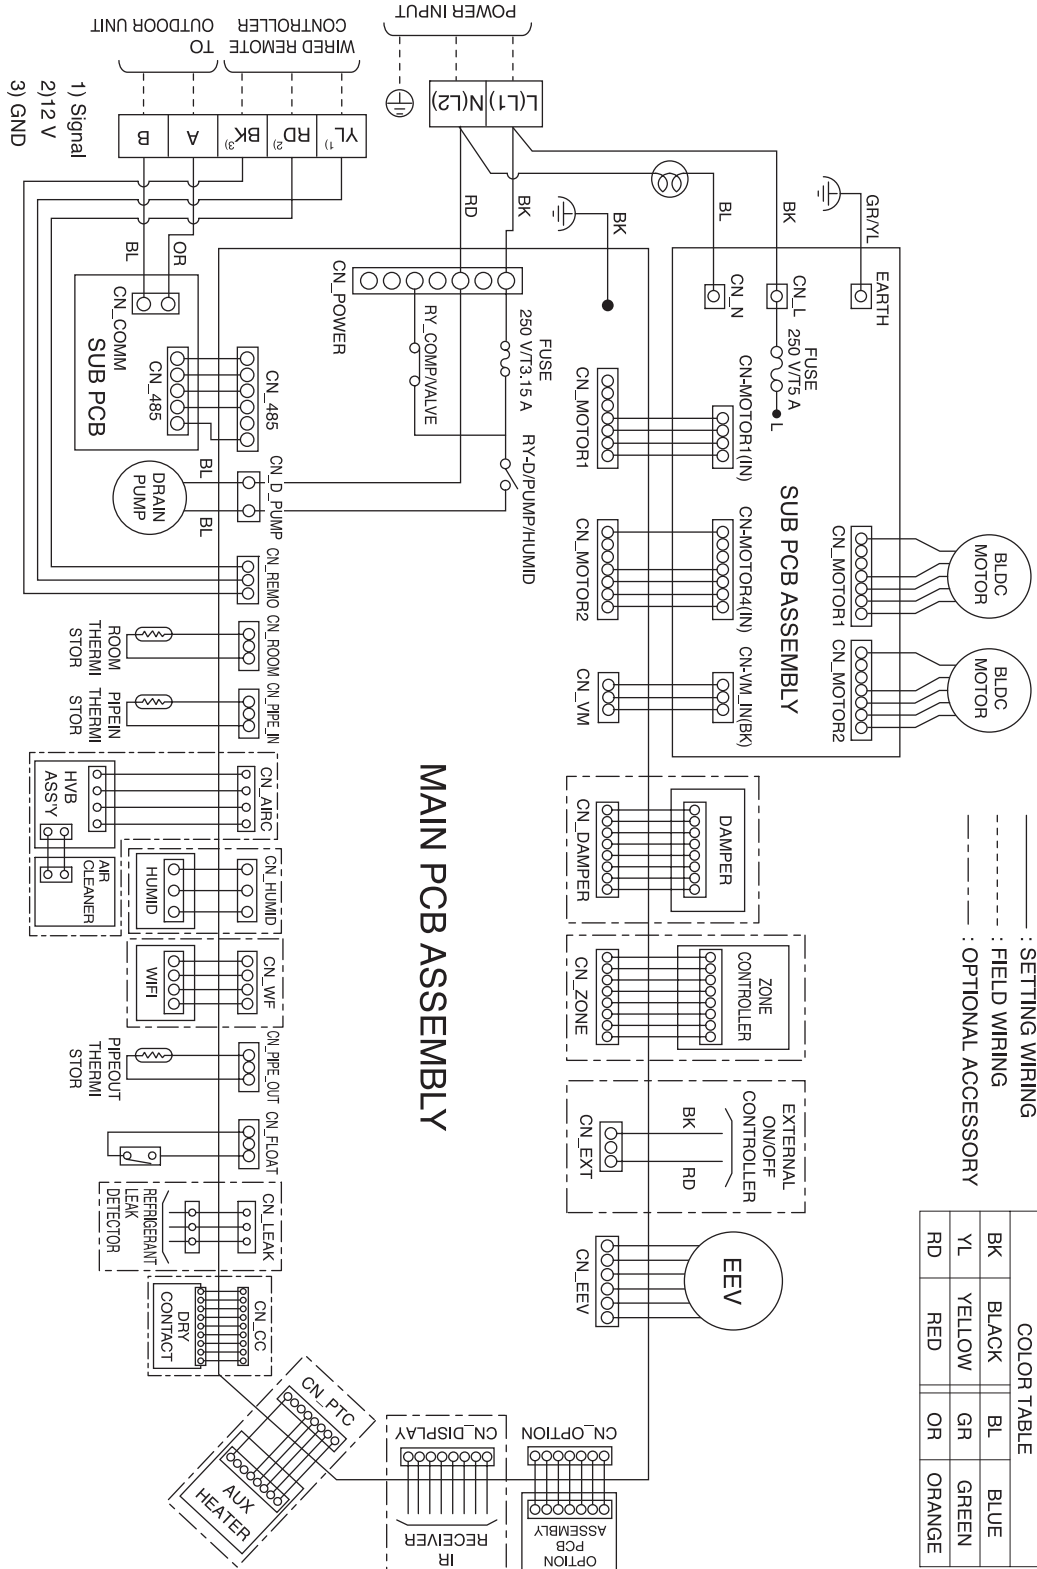 POWER INPUT
WIRED REMOTE
CONTROLLER
TO
OUTDOOR UNIT
L(L1)
N(L2)
YL 1)
RD 2)
BK 3)
A
B
1) Signal
2)12 V
3) GND
GR/YL
BK
BL
BK
RD
BK
OR
BL
EARTH
CN_L
CN_N
FUSE
250 V/T5 A
L
CN-MOTOR1(IN)
CN_MOTOR1
CN-MOTOR4(IN)
CN_MOTOR2
CN-VM_IN(BK)
CN_VM
SUB PCB ASSEMBLY
CN_MOTOR1
BLDC
MOTOR
CN_MOTOR2
BLDC
MOTOR
CN_POWER
FUSE
250 V/T3.15 A
RY_COMP/VALVE
RY-D/PUMP/HUMID
CN_COMM
SUB PCB
CN_485
CN_485
CN_D_PUMP
BL
BL
DRAIN
PUMP
CN_REMO
CN_ROOM
ROOM
THERMI
STOR
CN_PIPE_IN
PIPEIN
THERMI
STOR
CN_AIRC
HVB
ASS'Y
AIR
CLEANER
CN_HUMID
HUMID
CN_WF
WIFI
CN_PIPE_OUT
PIPEOUT
THERMI
STOR
CN_FLOAT
CN_LEAK
REFRIGERANT
LEAK
DETECTOR
CN_CC
DRY
CONTACT
CN_PTC
AUX
HEATER
CN_DISPLAY
IR
RECEIVER
CN_OPTION
OPTION
PCB
ASSEMBLY
MAIN PCB ASSEMBLY
DAMPER
CN_DAMPER
ZONE
CONTROLLER
CN_ZONE
EXTERNAL
ON/OFF
CONTROLLER
BK
RD
CN_EXT
EEV
CN_EEV
: SETTING WIRING
: FIELD WIRING
: OPTIONAL ACCESSORY
COLOR TABLE
BK BLACK BL BLUE
YL YELLOW GR GREEN
RD RED OR ORANGE